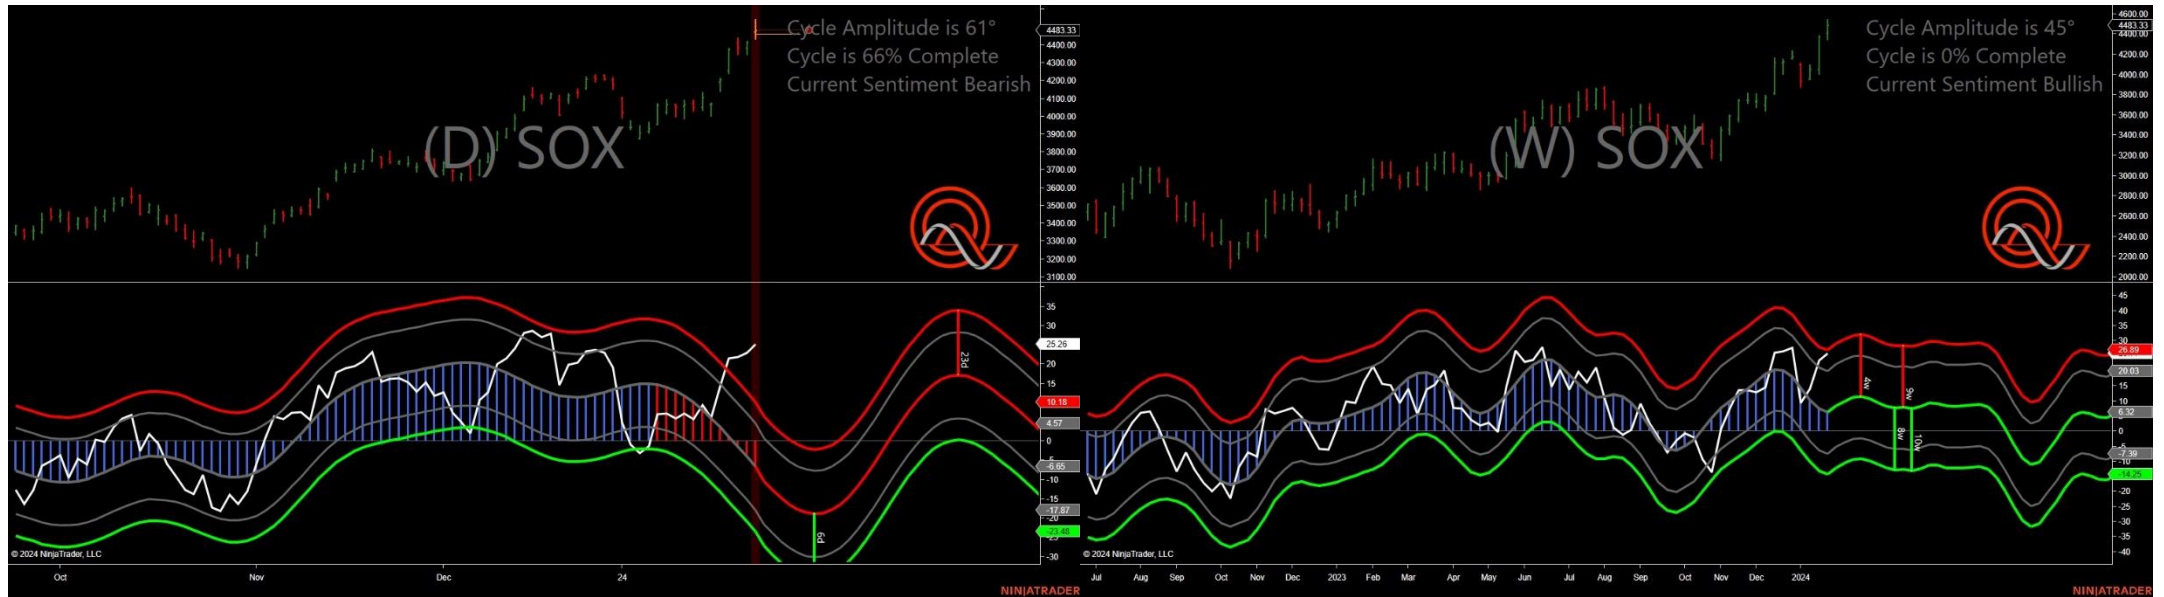 Cycle Amplitude is 61°
Cycle is 66% Complete
Current Sentiment Bearish
(D) SOX
4483.33
4400.00
4200.00
4100.00
4000.00
3900.00
3800.00
3700.00
3600.00
3500.00
3400.00
3300.00
3200.00
3100.00
35
30
25.26
20
15
10.18
4.57
0
-6.65
-10
-15
-17.87
-20
-23.48
-30
23d
6d
© 2024 NinjaTrader, LLC
Oct
Nov
Dec
24
NINJATRADER
Cycle Amplitude is 45°
Cycle is 0% Complete
Current Sentiment Bullish
(W) SOX
4600.00
4483.33
4400.00
4200.00
4000.00
3800.00
3600.00
3400.00
3200.00
3000.00
2800.00
2600.00
2400.00
2200.00
2000.00
45
40
35
30
26.89
20.03
15
10
6.32
0
-7.39
-10
-14.25
-20
-25
-30
-35
-40
4w
9w
8w
10w
© 2024 NinjaTrader, LLC
Jul
Aug
Sep
Oct
Nov
Dec
2023
Feb
Mar
Apr
May
Jun
Jul
Aug
Sep
Oct
Nov
Dec
2024
NINJATRADER